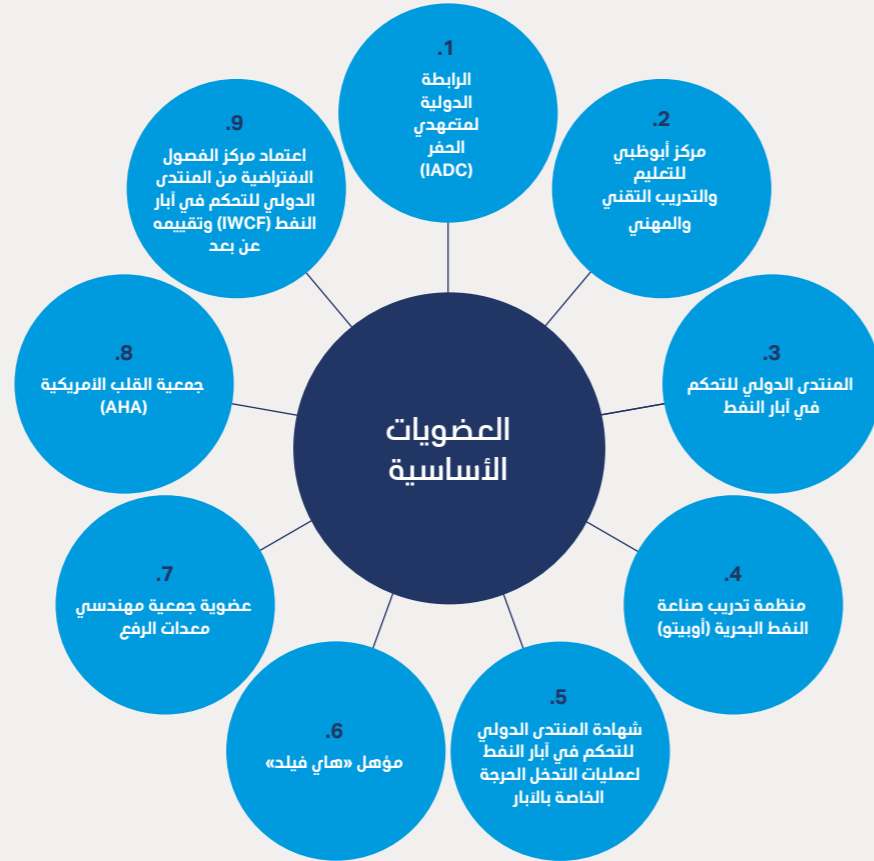 العضويات
الأساسية
.1
الرابطة
الدولية
لمتعهدي
الحفر
(IADC)
.2
مركز أبوظبي
للتعليم
والتدريب التقني
والمهني
.3
المنتدى الدولي للتحكم
في آبار النفط
.4
منظمة تدريب صناعة
النفط البحرية (أوبيتو)
.5
شهادة المنتدى الدولي
للتحكم في آبار النفط
لعمليات التدخل الحرجة
الخاصة بالآبار
.6
مؤهل «هاي فيلد»
.7
عضوية جمعية مهندسي
معدات الرفع
.8
جمعية القلب الأمريكية
(AHA)
.9
اعتماد مركز الفصول
الافتراضية من المنتدى
الدولي للتحكم في آبار
النفط (IWCF) وتقييمه
عن بعد